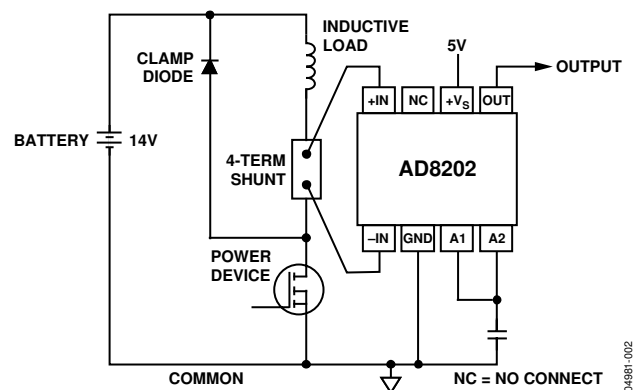 INDUCTIVE
LOAD
CLAMP
DIODE
5V
OUTPUT
+IN
NC
+VS
OUT
BATTERY
14V
4-TERM
SHUNT
AD8202
–IN
GND
A1
A2
POWER
DEVICE
COMMON
NC = NO CONNECT
04981-002